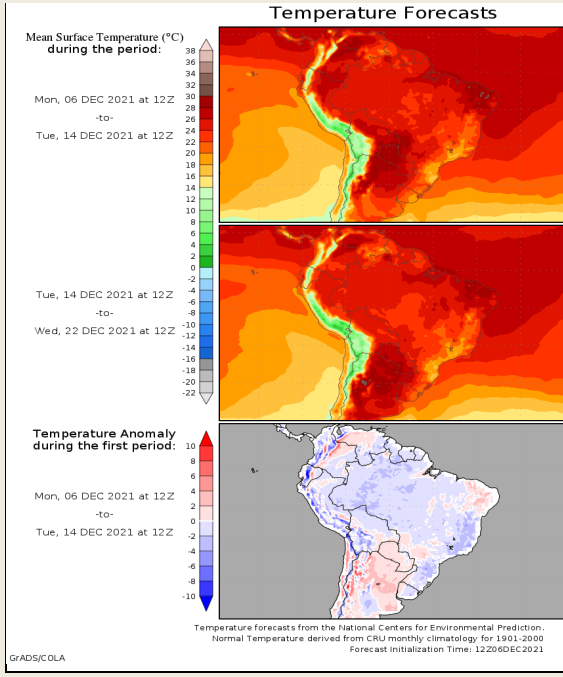 Temperature Forecasts
Mean Surface Temperature (°C)
during the period:
38
36
34
32
30
28
26
24
22
20
18
16
14
12
10
8
6
4
2
0
-2
-4
-6
-8
-10
-12
-14
-16
-18
-20
-22
Mon, 06 DEC 2021 at 12Z
-to-
Tue, 14 DEC 2021 at 12Z
Tue, 14 DEC 2021 at 12Z
-to-
Wed, 22 DEC 2021 at 12Z
Temperature Anomaly
during the first period:
10
8
6
4
2
0
-2
-4
-6
-8
-10
Mon, 06 DEC 2021 at 12Z
-to-
Tue, 14 DEC 2021 at 12Z
Temperature forecasts from the National Centers for Environmental Prediction.
Normal Temperature derived from CRU monthly climatology for 1901-2000
Forecast Initialization Time: 12Z06DEC2021
GrADS/COLA